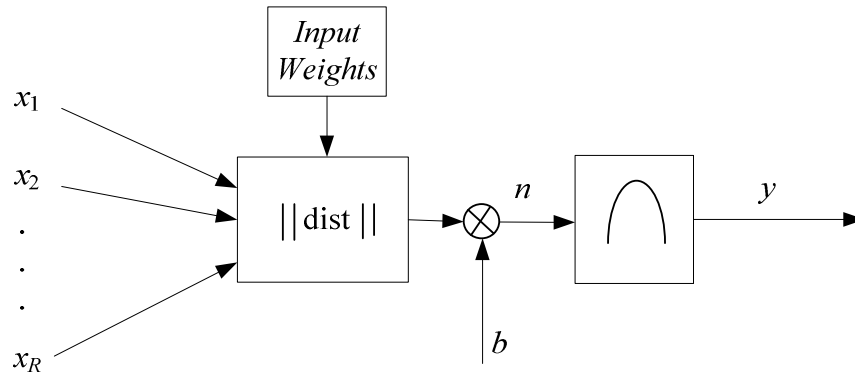 Input
Weights
x1
x2
.
.
.
xR
||dist||
n
b
y